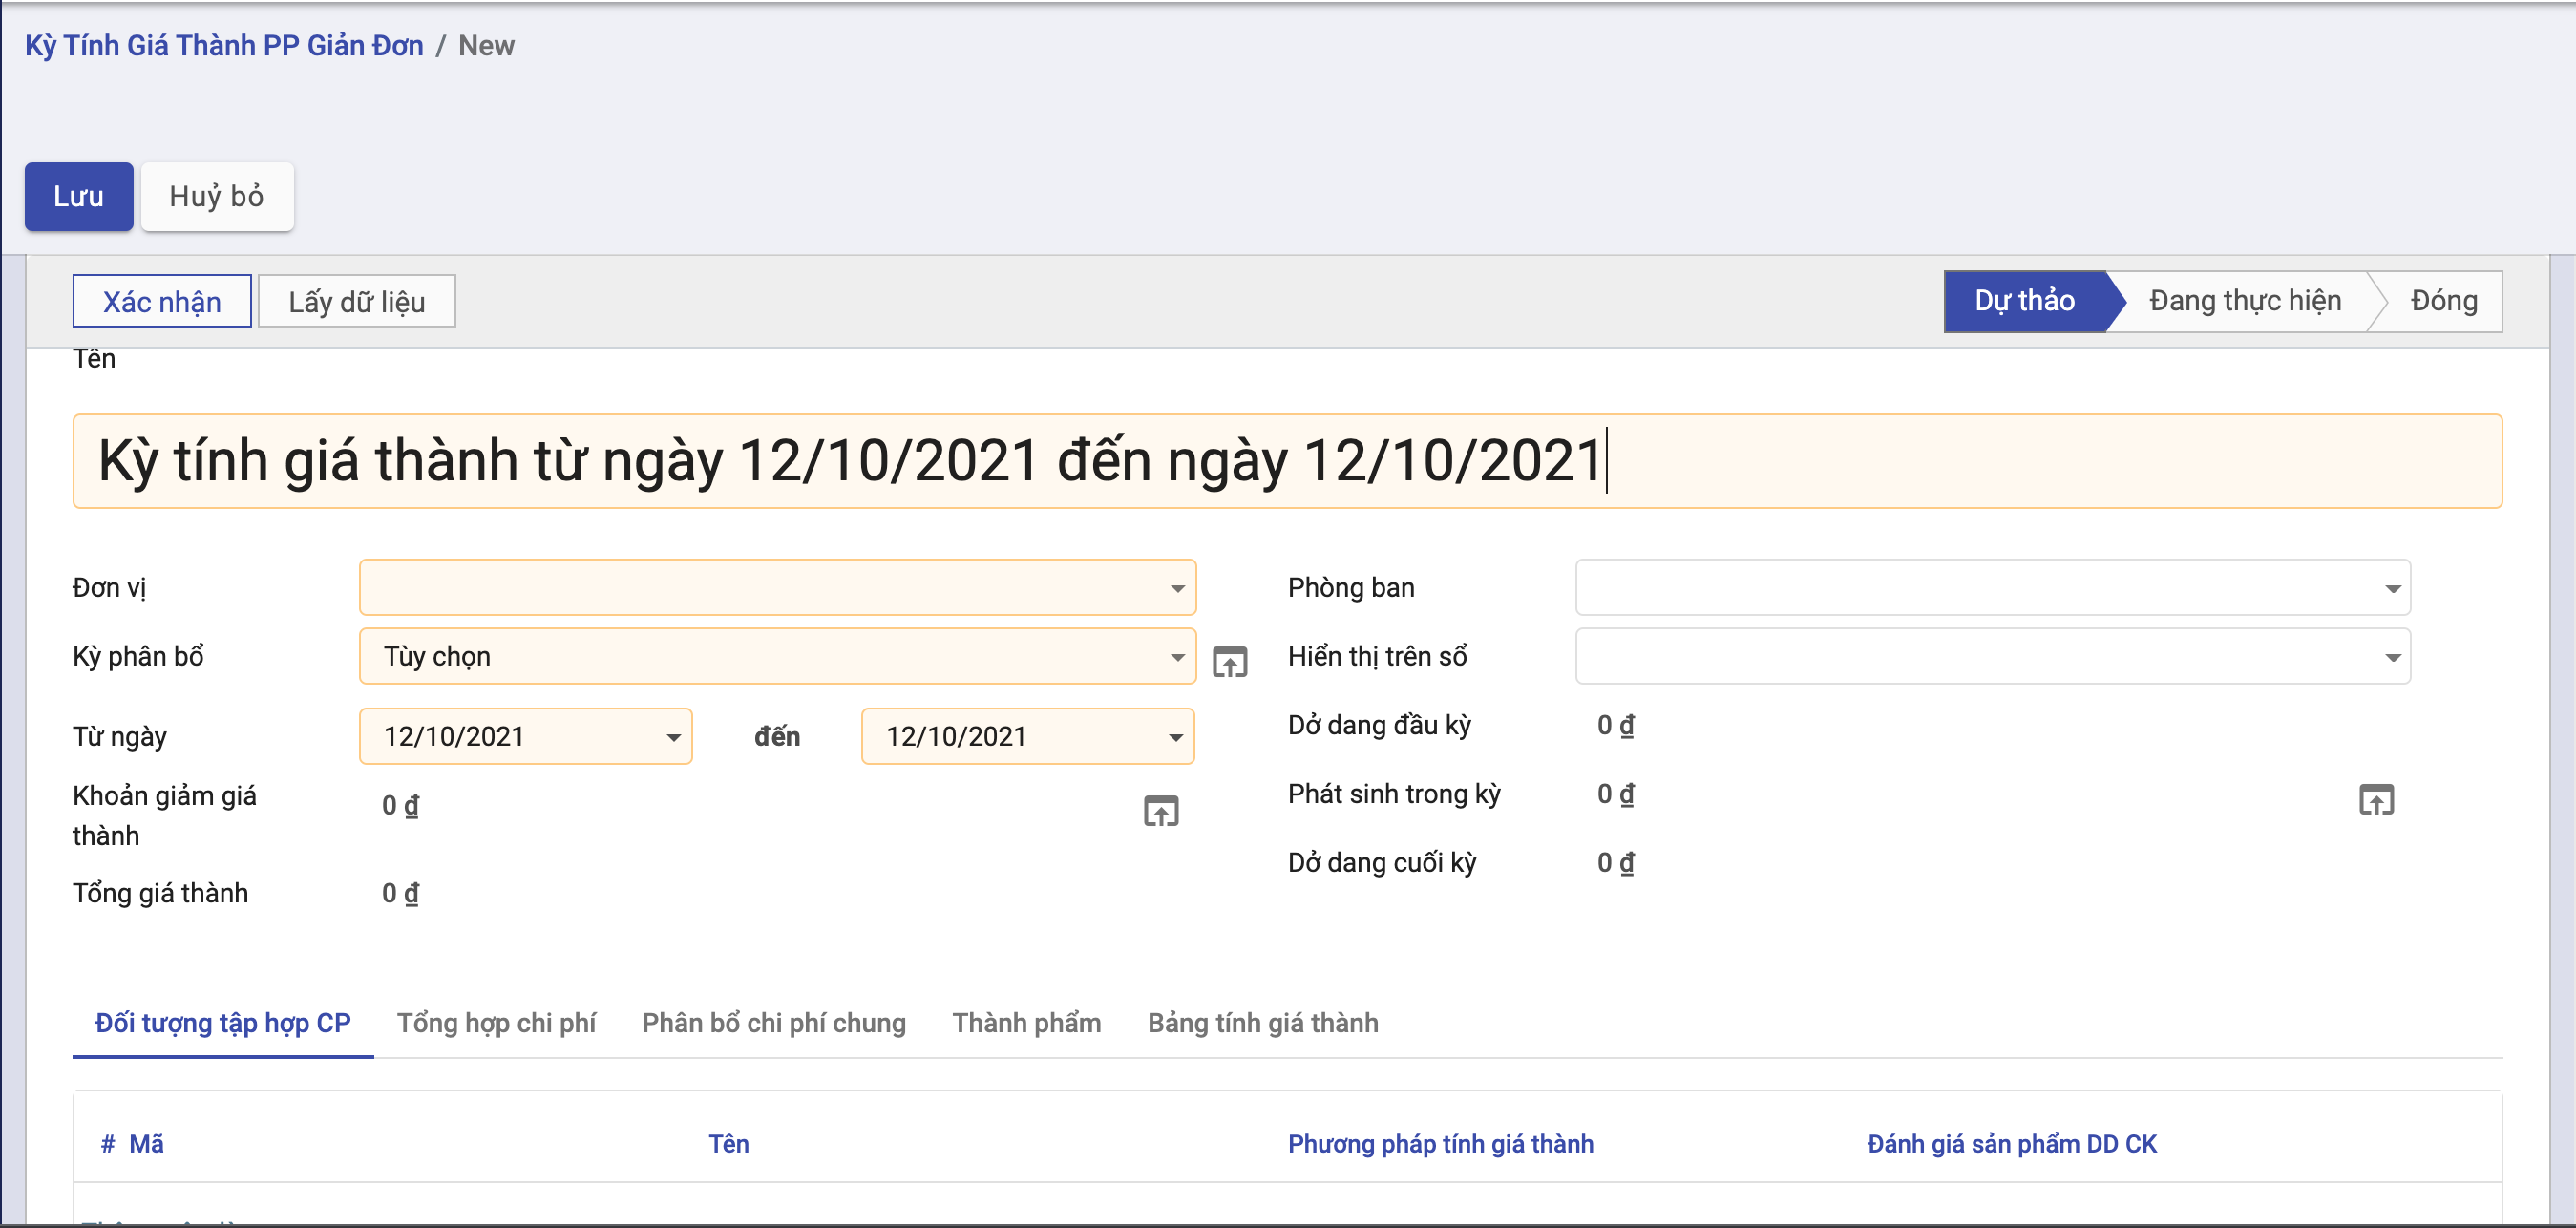 Kỳ Tính Giá Thành PP Giản Đơn / New
Lưu Huỷ bỏ
Xác nhận Lấy dữ liệu Dự thảo Đang thực hiện Đóng
Tên
Kỳ tính giá thành từ ngày 12/10/2021 đến ngày 12/10/2021
Đơn vị Phòng ban
Kỳ phân bổ Tùy chọn Hiển thị trên sổ
Từ ngày 12/10/2021 đến 12/10/2021 Dở dang đầu kỳ 0 ₫
Khoản giảm giá thành 0 ₫ Phát sinh trong kỳ 0 ₫
Dở dang cuối kỳ 0 ₫
Tổng giá thành 0 ₫
Đối tượng tập hợp CP Tổng hợp chi phí Phân bổ chi phí chung Thành phẩm Bảng tính giá thành
# Mã Tên Phương pháp tính giá thành Đánh giá sản phẩm DD CK